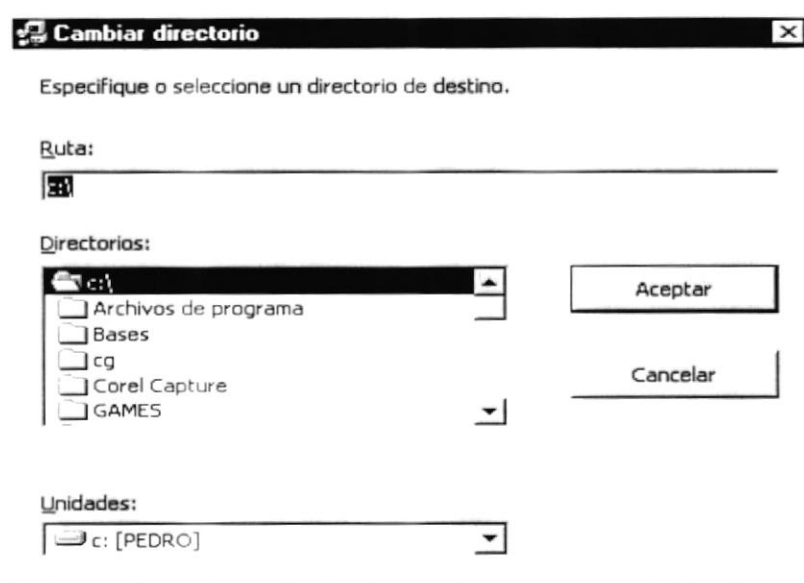 Cambiar directorio
Especifique o seleccione un directorio de destino.
Ruta:
c:\
Directorios:
c:\
Archivos de programa
Bases
cg
Corel Capture
GAMES
Aceptar
Cancelar
Unidades:
c: [PEDRO]